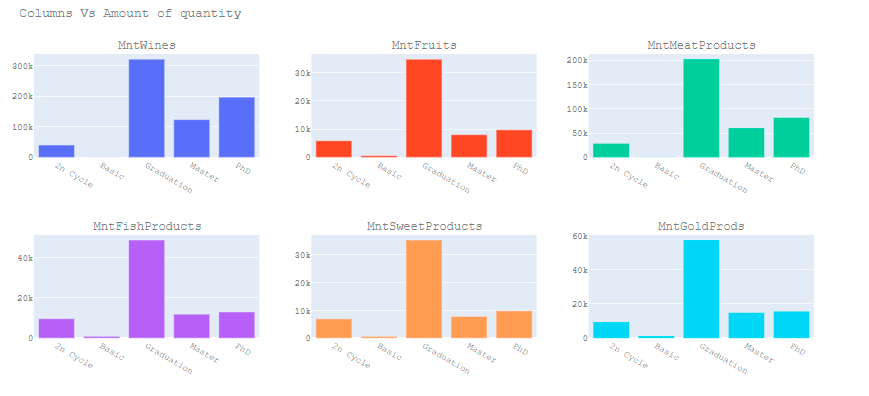 Columns Vs Amount of quantity
MntWines
MntFruits
MntMeatProducts
300k
200k
100k
0
2n Cycle
Basic
Graduation
Master
PhD
30k
20k
10k
0
2n Cycle
Basic
Graduation
Master
PhD
200k
150k
100k
50k
0
2n Cycle
Basic
Graduation
Master
PhD
MntFishProducts
MntSweetProducts
MntGoldProds
40k
20k
0
2n Cycle
Basic
Graduation
Master
PhD
30k
20k
10k
0
2n Cycle
Basic
Graduation
Master
PhD
60k
40k
20k
0
2n Cycle
Basic
Graduation
Master
PhD